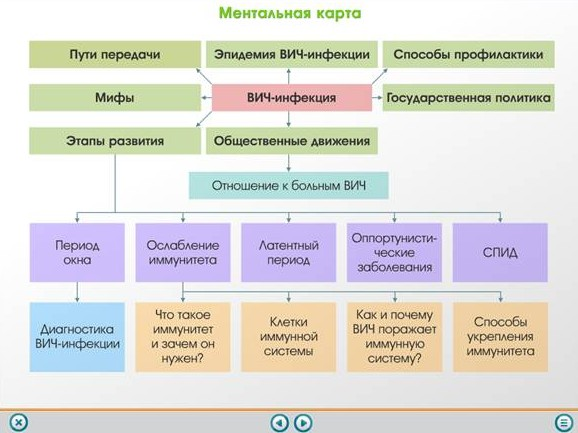 Ментальная карта
Пути передачи
Эпидемия ВИЧ-инфекции
Способы профилактики
Мифы
ВИЧ-инфекция
Государственная политика
Этапы развития
Общественные движения
Отношение к больным ВИЧ
Период
окна
Ослабление
иммунитета
Латентный
период
Оппортунисти-
ческие
заболевания
СПИД
Диагностика
ВИЧ-инфекции
Что такое
иммунитет
и зачем он
нужен?
Клетки
иммунной
системы
Как и почему
ВИЧ поражает
иммунную
систему?
Способы
укрепления
иммунитета